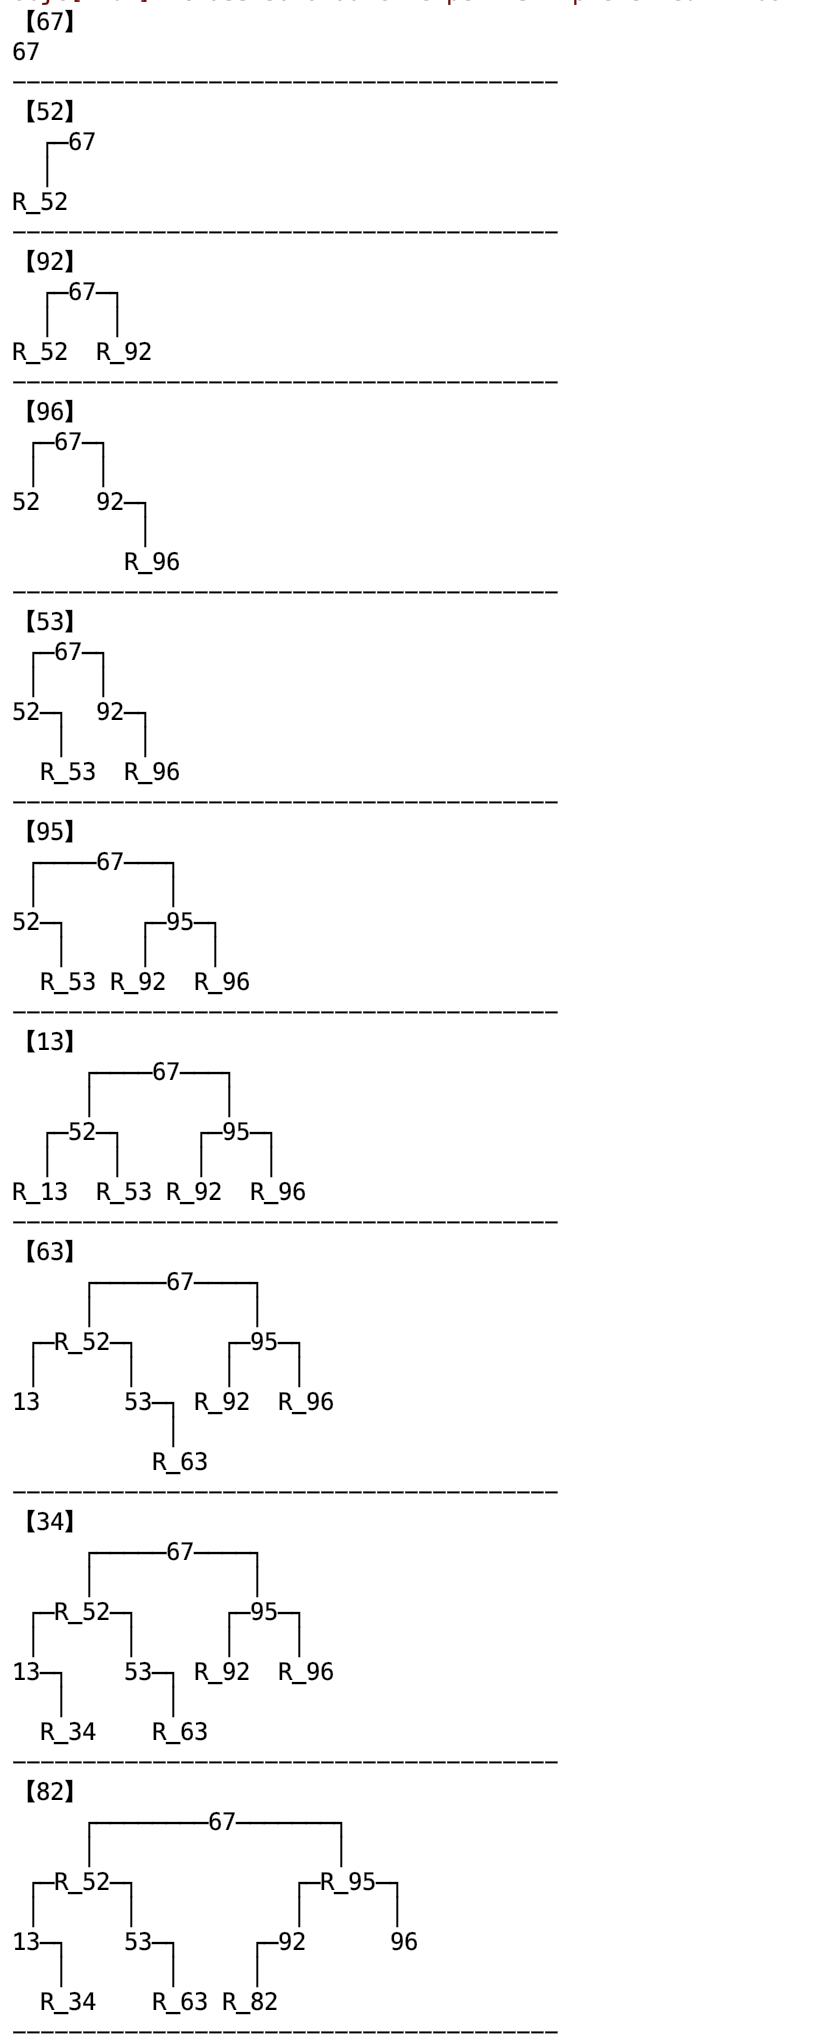 【67】
67
【52】
67
R_52
【92】
67
R_52 R_92
【96】
67
52 92
R_96
【53】
67
52 92
R_53 R_96
【95】
67
52 95
R_53 R_92 R_96
【13】
67
52 95
R_13 R_53 R_92 R_96
【63】
67
R_52 95
13 53 R_92 R_96
R_63
【34】
67
R_52 95
13 53 R_92 R_96
R_34 R_63
【82】
67
R_52 R_95
13 53 92 96
R_34 R_63 R_82